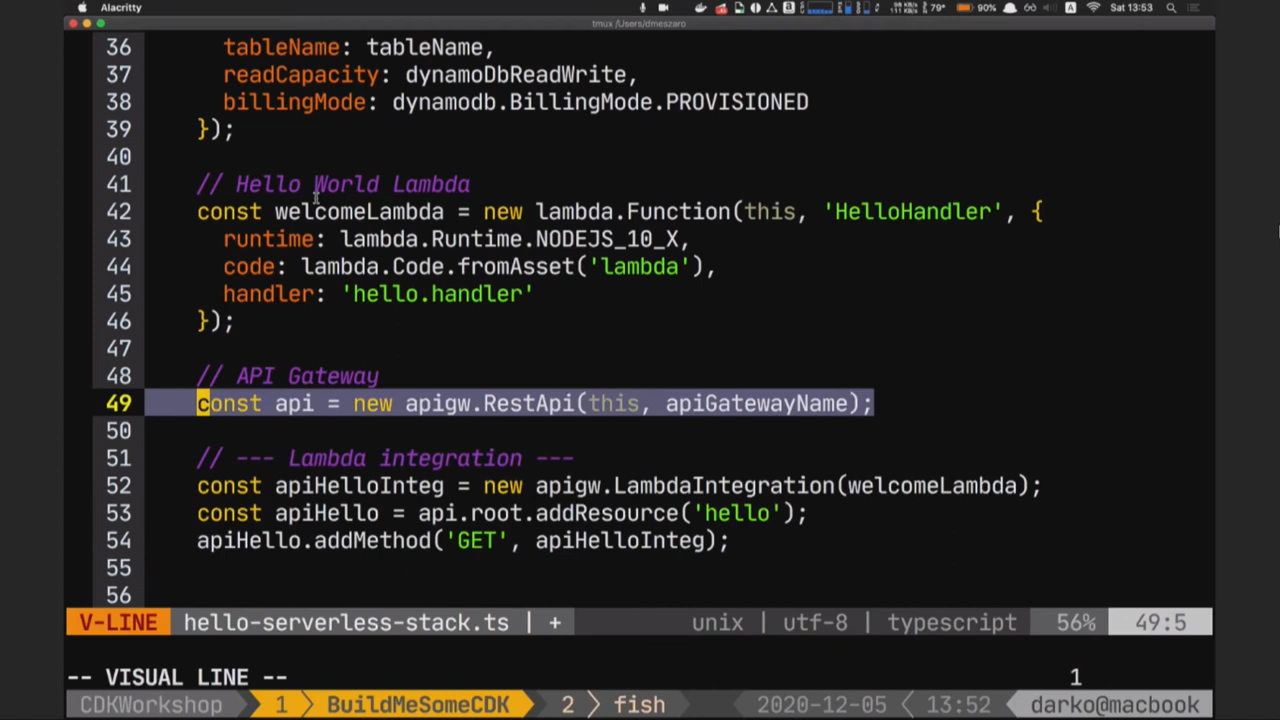 Alacritty 79° 90% A Sat 13:53
tmux /Users/dmeszaro
36 tableName: tableName,
37 readCapacity: dynamoDbReadWrite,
38 billingMode: dynamodb.BillingMode.PROVISIONED
39 });
40
41 // Hello World Lambda
42 const welcomeLambda = new lambda.Function(this, 'HelloHandler', {
43 runtime: lambda.Runtime.NODEJS_10_X,
44 code: lambda.Code.fromAsset('lambda'),
45 handler: 'hello.handler'
46 });
47
48 // API Gateway
49 const api = new apigw.RestApi(this, apiGatewayName);
50
51 // --- Lambda integration ---
52 const apiHelloInteg = new apigw.LambdaIntegration(welcomeLambda);
53 const apiHello = api.root.addResource('hello');
54 apiHello.addMethod('GET', apiHelloInteg);
55
56
V-LINE hello-serverless-stack.ts | + unix | utf-8 | typescript 56% 49:5
-- VISUAL LINE -- 1
CDKWorkshop 1 BuildMeSomeCDK 2 fish 2020-12-05 13:52 darko@macbook